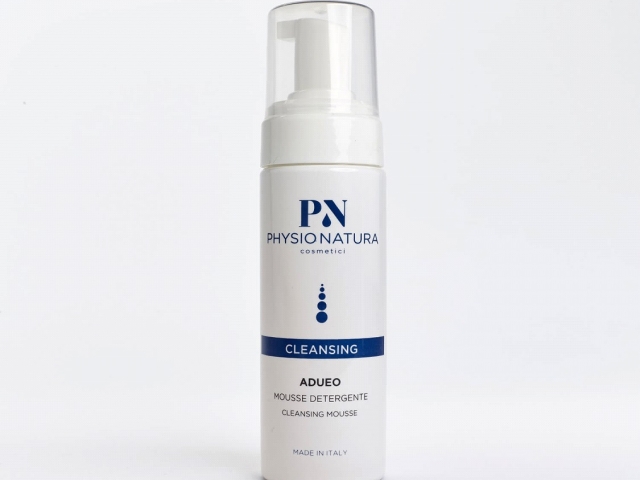 PN
PHYSIO NATURA
cosmetici
CLEANSING
ADUEO
MOUSSE DETERGENTE
CLEANSING MOUSSE
MADE IN ITALY